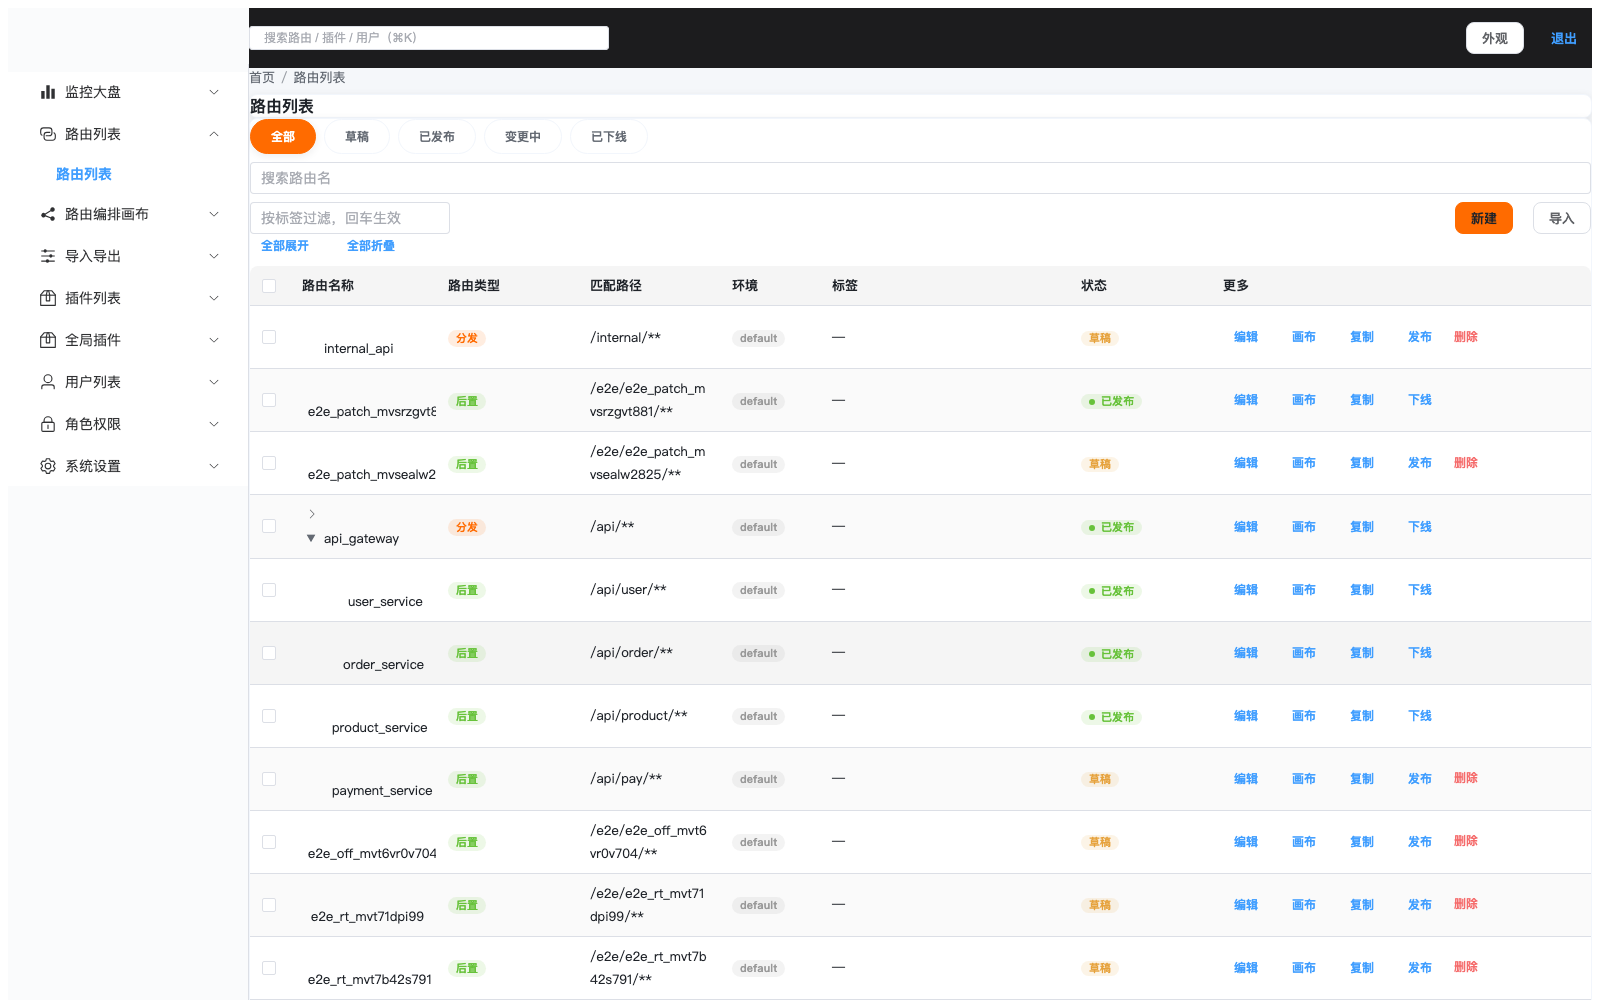 搜索路由 / 插件 / 用户（⌘K）
外观
退出
监控大盘
路由列表
路由列表
路由编排画布
导入导出
插件列表
全局插件
用户列表
角色权限
系统设置
首页 / 路由列表
路由列表
全部 草稿 已发布 变更中 已下线
搜索路由名
按标签过滤，回车生效
新建 导入
全部展开 全部折叠
路由名称 路由类型 匹配路径 环境 标签 状态 更多
internal_api 分发 /internal/** default — 草稿 编辑 画布 复制 发布 删除
e2e_patch_mvsrzgvt8 后置 /e2e/e2e_patch_m default — 已发布 编辑 画布 复制 下线
vsrzgvt881/**
e2e_patch_mvsealw2 后置 /e2e/e2e_patch_m default — 草稿 编辑 画布 复制 发布 删除
vsealw2825/**
api_gateway 分发 /api/** default — 已发布 编辑 画布 复制 下线
user_service 后置 /api/user/** default — 已发布 编辑 画布 复制 下线
order_service 后置 /api/order/** default — 已发布 编辑 画布 复制 下线
product_service 后置 /api/product/** default — 已发布 编辑 画布 复制 下线
payment_service 后置 /api/pay/** default — 草稿 编辑 画布 复制 发布 删除
e2e_off_mvt6vr0v704 后置 /e2e/e2e_off_mvt6 default — 草稿 编辑 画布 复制 发布 删除
vr0v704/**
e2e_rt_mvt71dpi99 后置 /e2e/e2e_rt_mvt71 default — 草稿 编辑 画布 复制 发布 删除
dpi99/**
e2e_rt_mvt7b42s791 后置 /e2e/e2e_rt_mvt7b default — 草稿 编辑 画布 复制 发布 删除
42s791/**